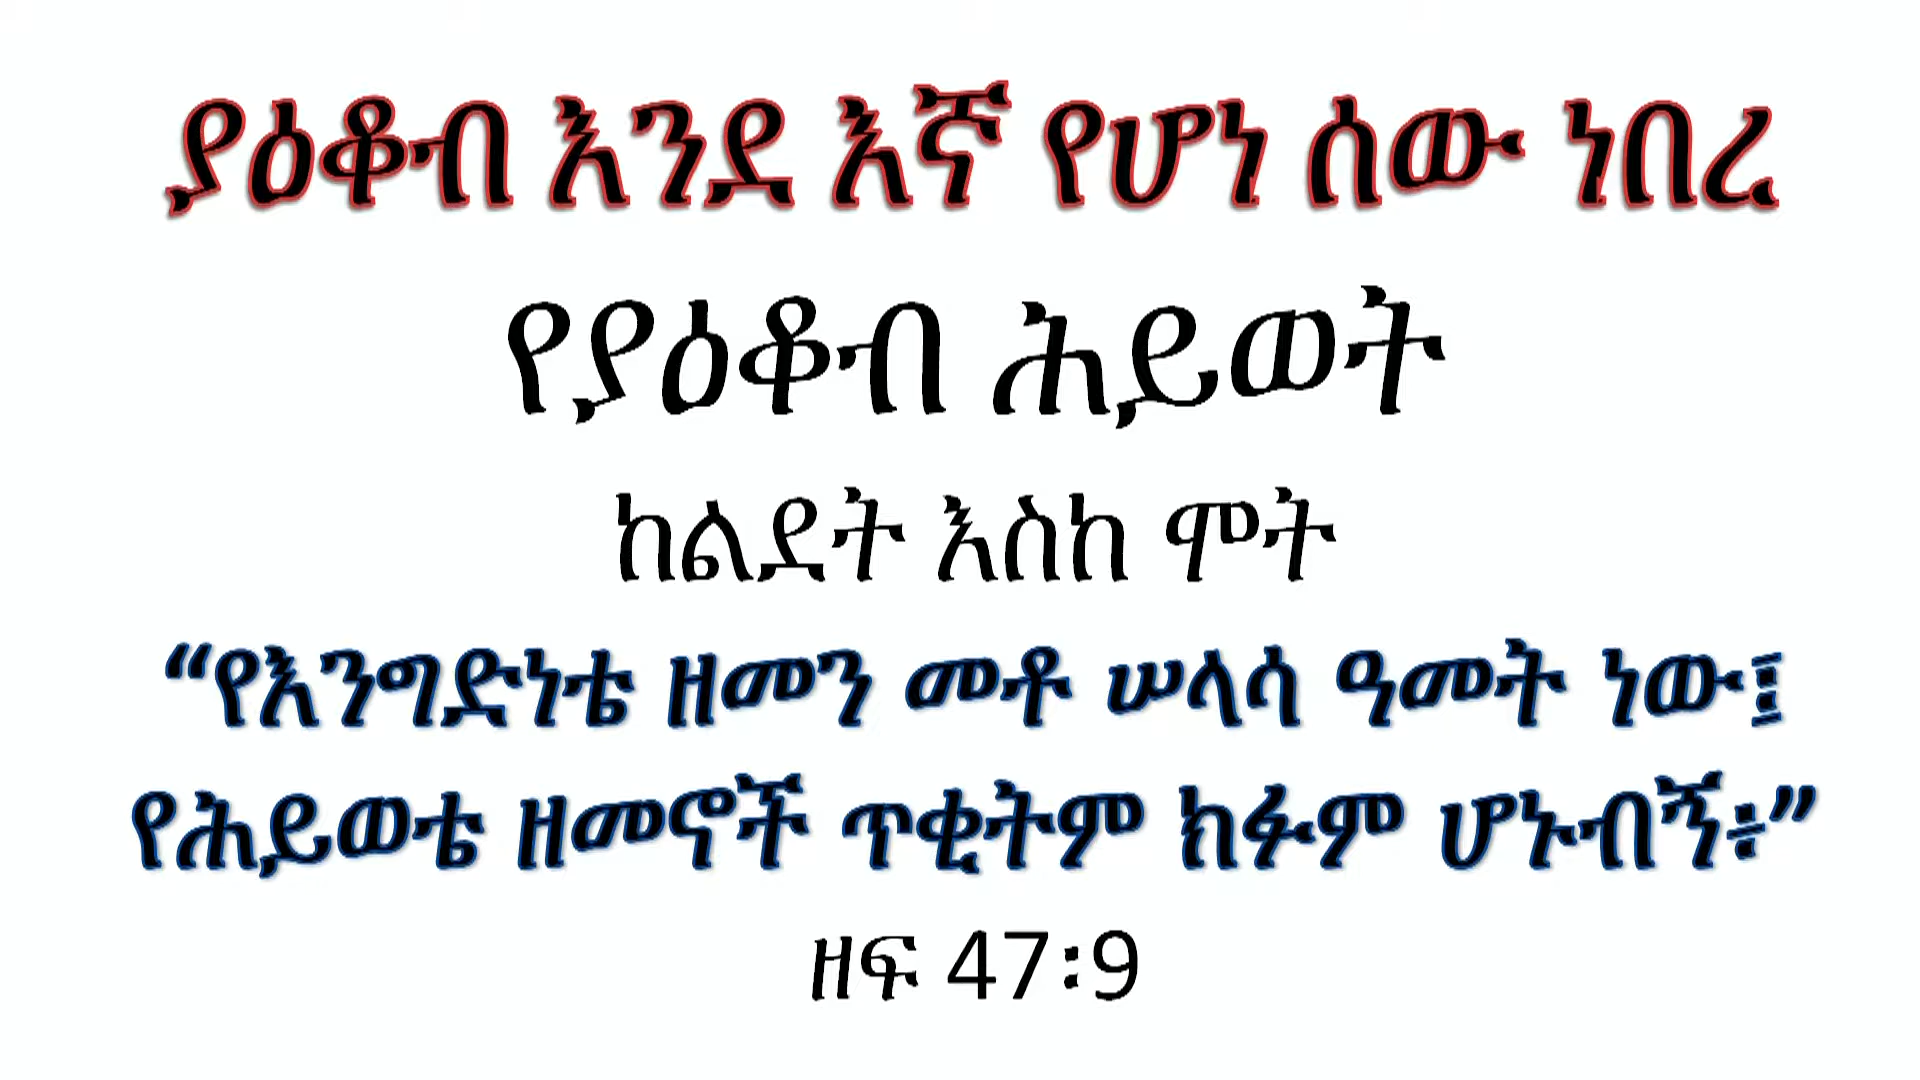 ያዕቆብ እንደ እኛ የሆነ ሰው ነበረ
የያዕቆብ ሕይወት
ከልደት እስከ ሞት
“የእንግድነቴ ዘመን መቶ ሠላሳ ዓመት ነው፤
የሕይወቴ ዘመኖች ጥቂትም ክፉም ሆኑብኝ፥”
ዘፍ 47፡9